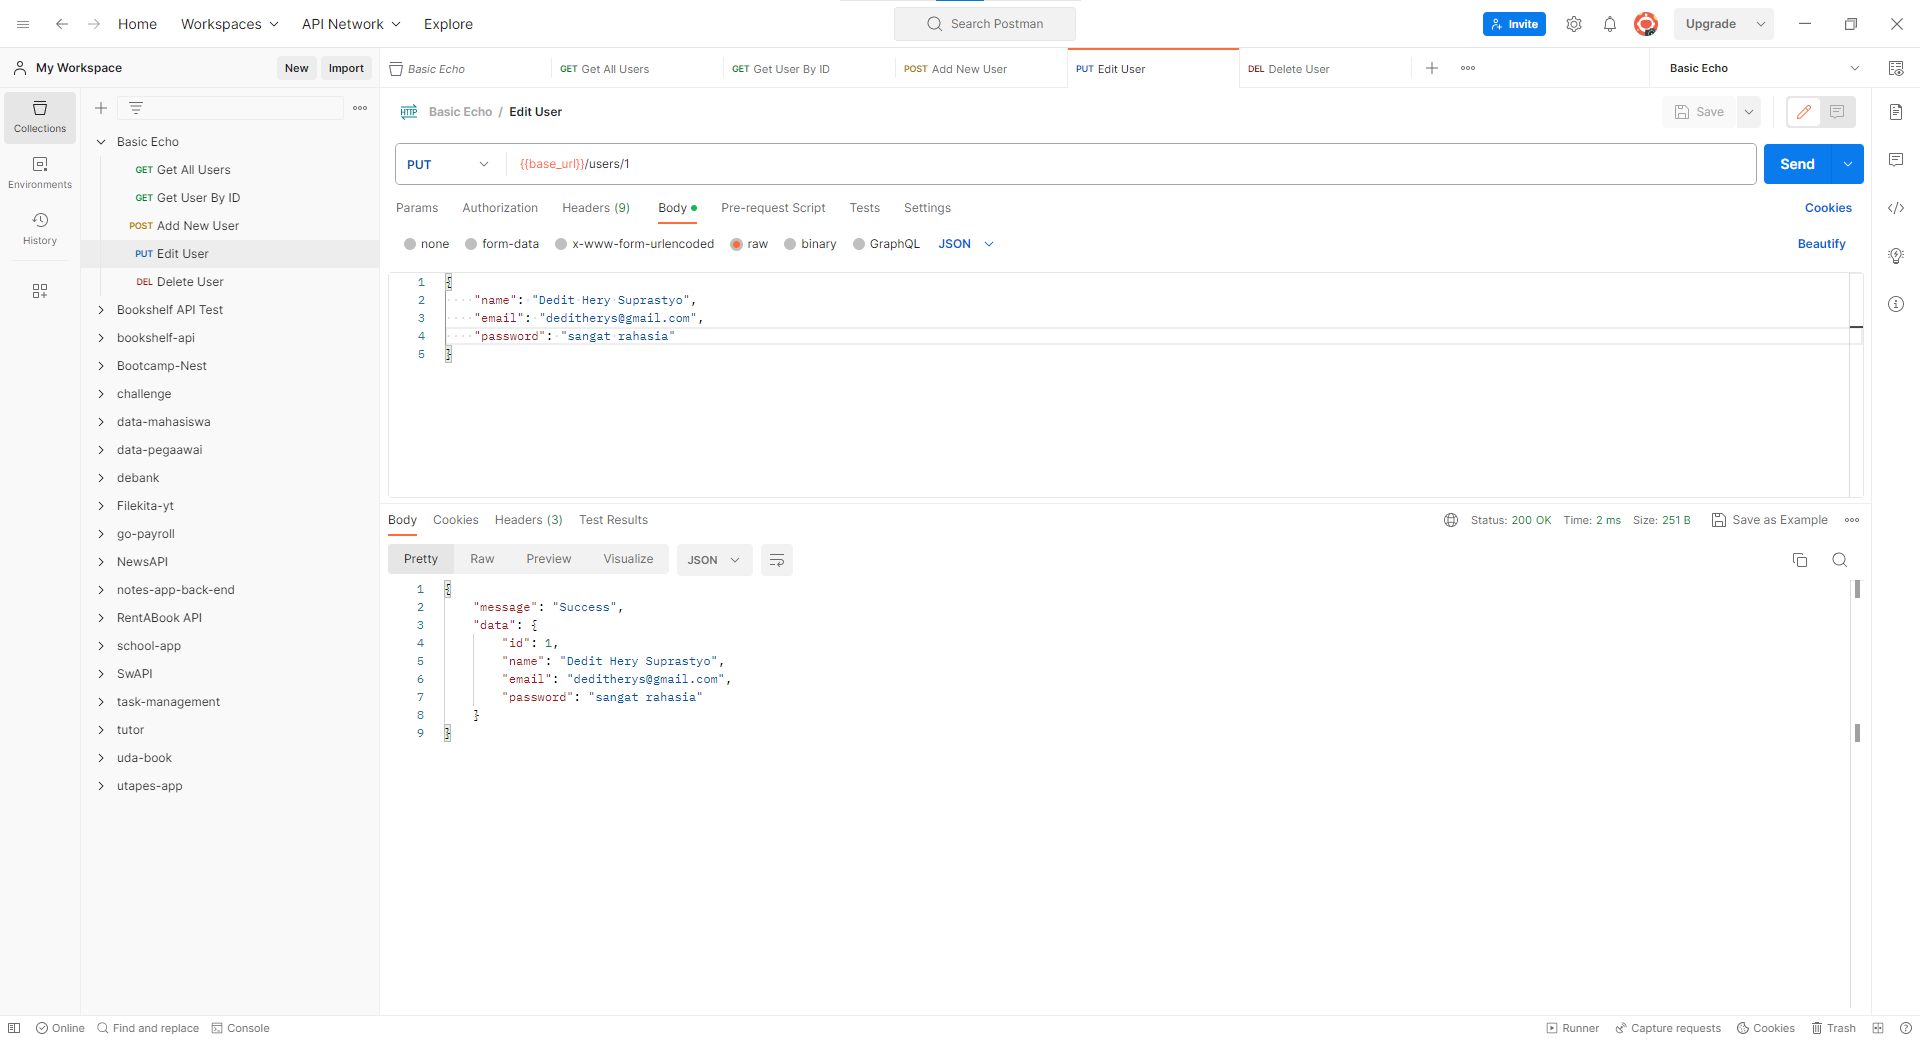 Home Workspaces API Network Explore Search Postman Invite Upgrade
My Workspace New Import Basic Echo GET Get All Users GET Get User By ID POST Add New User PUT Edit User DEL Delete User Basic Echo
Collections
Environments
History
Basic Echo
GET Get All Users
GET Get User By ID
POST Add New User
PUT Edit User
DEL Delete User
Bookshelf API Test
bookshelf-api
Bootcamp-Nest
challenge
data-mahasiswa
data-pegaawai
debank
Filekita-yt
go-payroll
NewsAPI
notes-app-back-end
RentABook API
school-app
SwAPI
task-management
tutor
uda-book
utapes-app
HTTP Basic Echo / Edit User Save
PUT {{base_url}}/users/1 Send
Params Authorization Headers (9) Body Pre-request Script Tests Settings Cookies
none form-data x-www-form-urlencoded raw binary GraphQL JSON Beautify
1 {
2 "name": "Dedit Hery Suprastyo",
3 "email": "deditherys@gmail.com",
4 "password": "sangat rahasia"
5 }
Body Cookies Headers (3) Test Results Status: 200 OK Time: 2 ms Size: 251 B Save as Example
Pretty Raw Preview Visualize JSON
1 {
2 "message": "Success",
3 "data": {
4 "id": 1,
5 "name": "Dedit Hery Suprastyo",
6 "email": "deditherys@gmail.com",
7 "password": "sangat rahasia"
8 }
9 }
Online Find and replace Console Runner Capture requests Cookies Trash